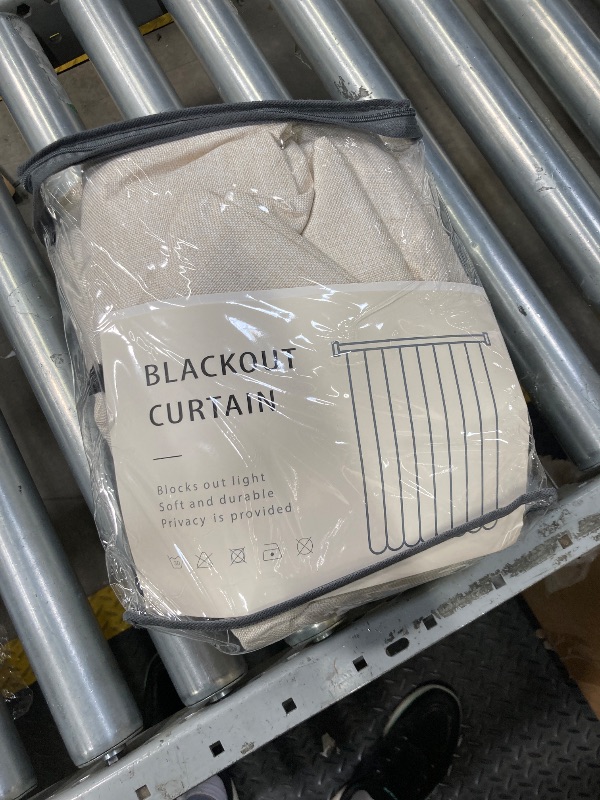 BLACKOUT
CURTAIN
Blocks out light
Soft and durable
Privacy is provided